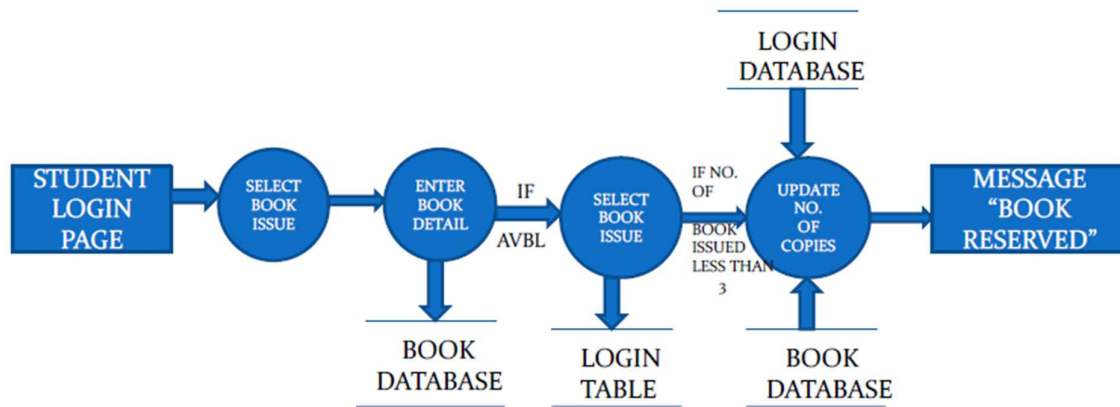 LOGIN
DATABASE
STUDENT
LOGIN
PAGE
SELECT
BOOK
ISSUE
ENTER
BOOK
DETAIL
IF
AVBL
SELECT
BOOK
ISSUE
IF NO.
OF
BOOK
ISSUED
LESS THAN
3
UPDATE
NO.
OF
COPIES
MESSAGE
“BOOK
RESERVED”
BOOK
DATABASE
LOGIN
TABLE
BOOK
DATABASE